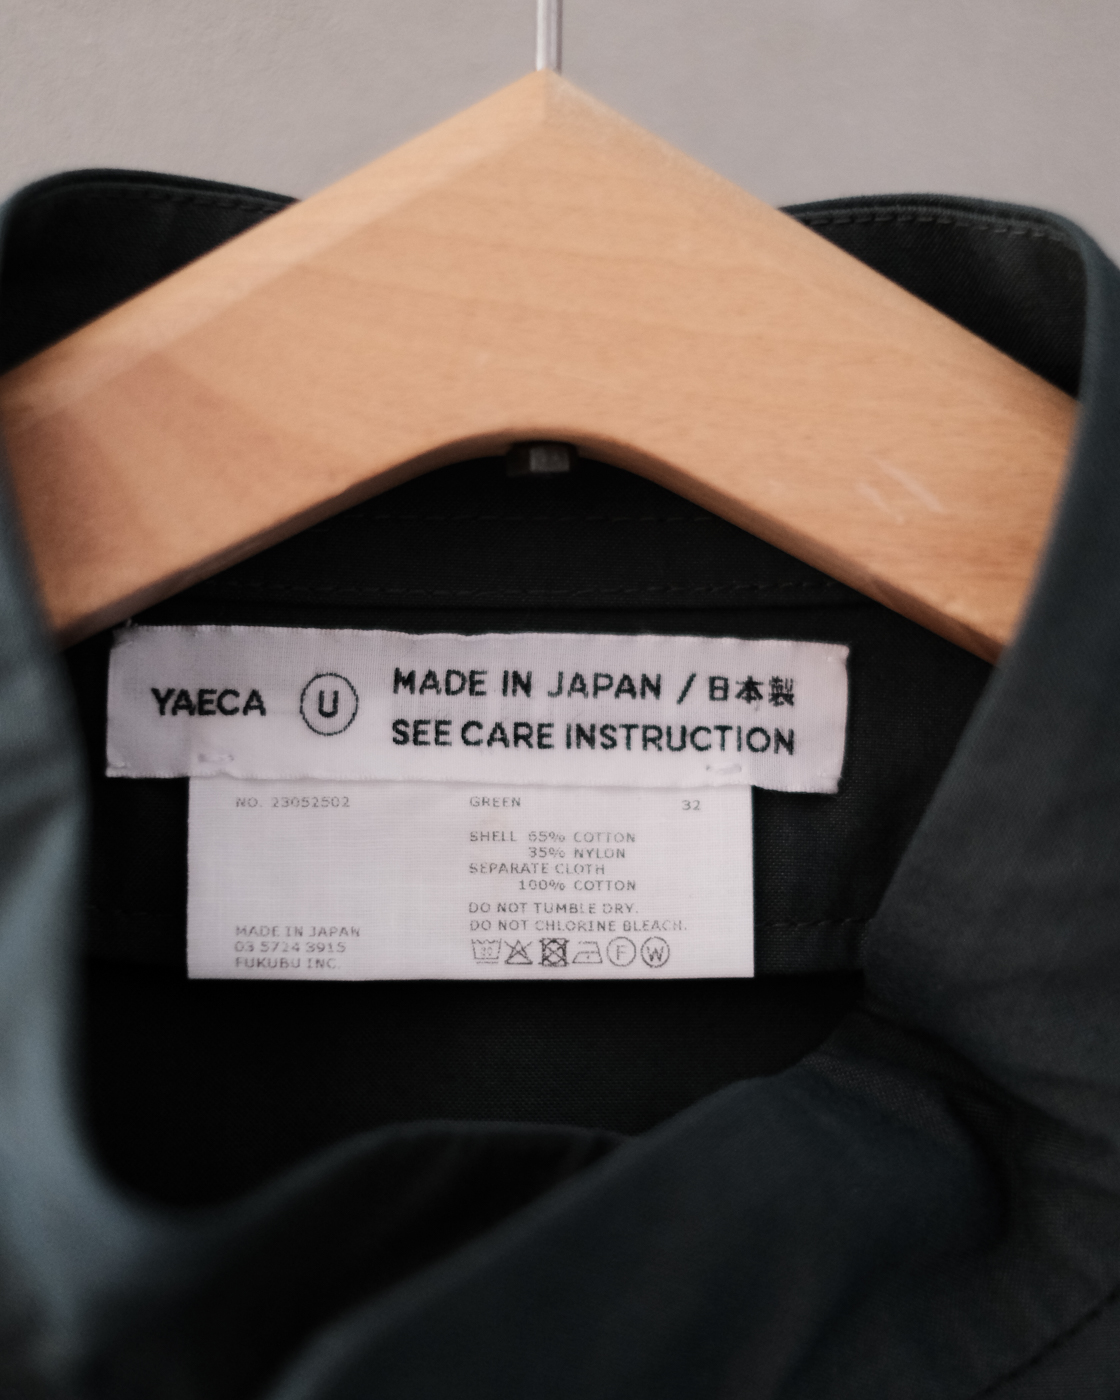 YAECA U MADE IN JAPAN / 日本製
SEE CARE INSTRUCTION
NO. 23052502 GREEN 32
SHELL 65% COTTON
35% NYLON
SEPARATE CLOTH
100% COTTON
DO NOT TUMBLE DRY.
DO NOT CHLORINE BLEACH.
MADE IN JAPAN
03 5724 3915
FUKUBU INC.
F W